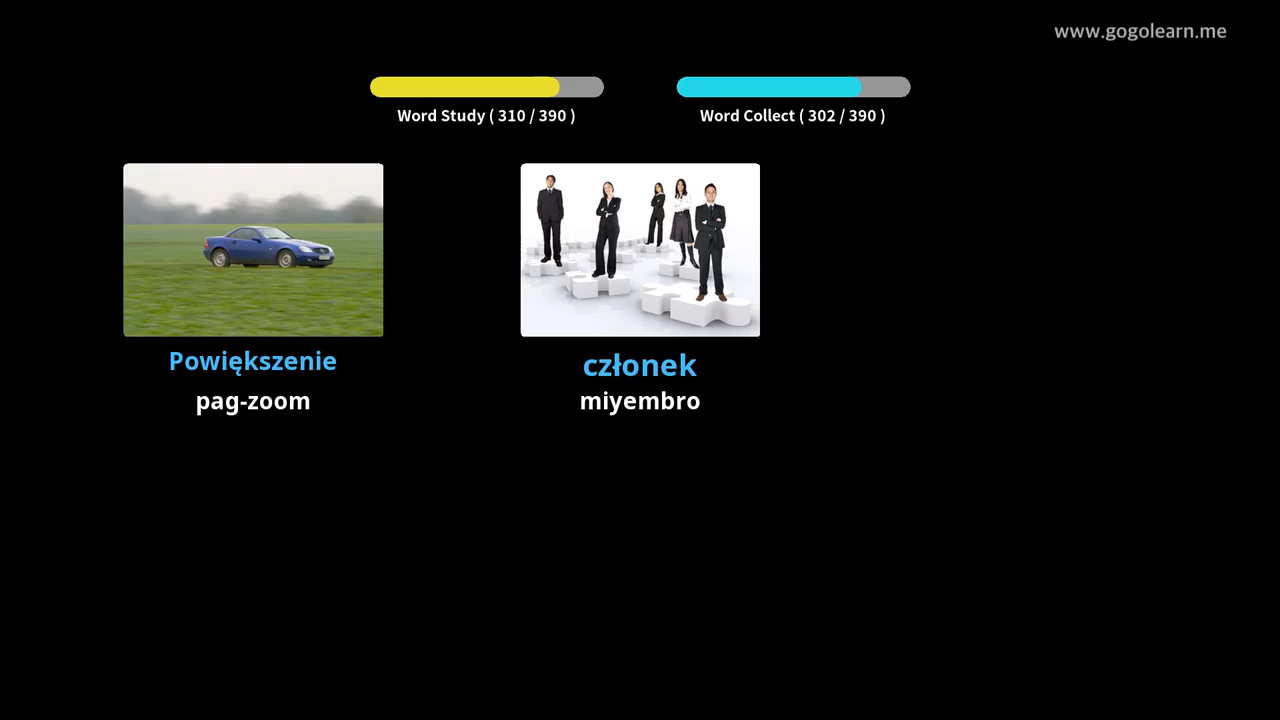 www.gogolearn.me
Word Study ( 310 / 390 )
Word Collect ( 302 / 390 )
Powiększenie
pag-zoom
członek
miyembro